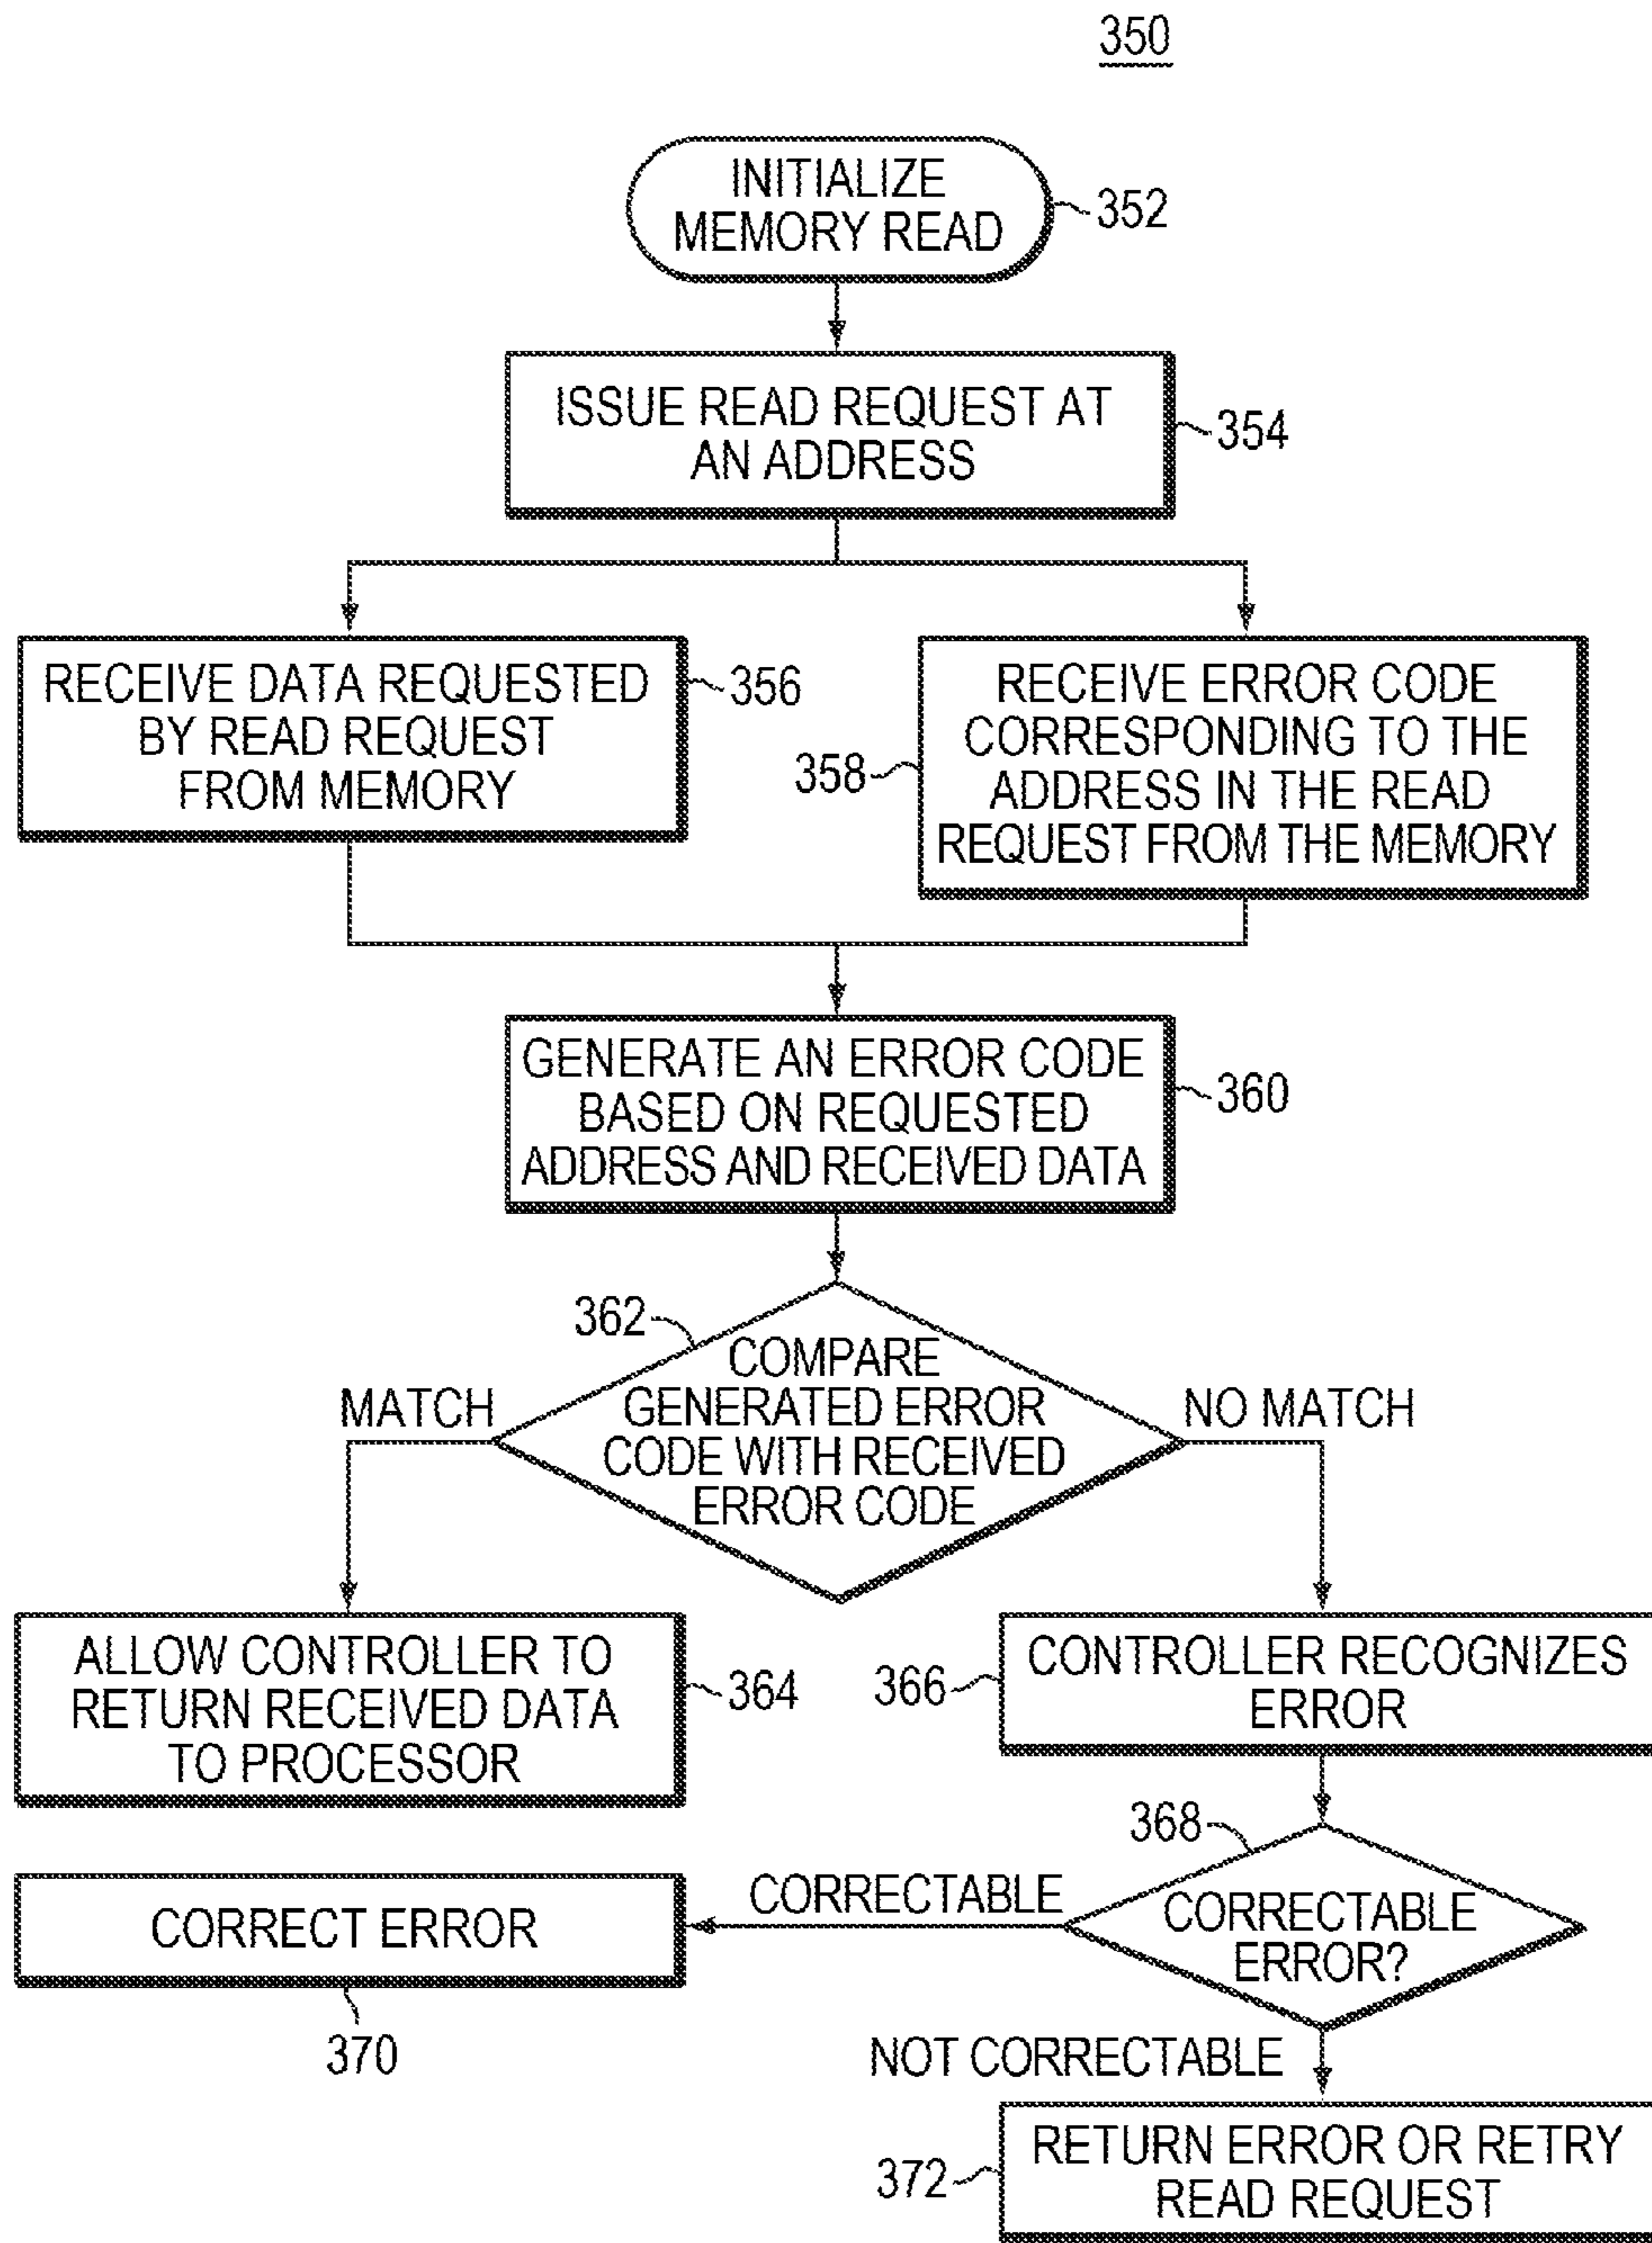 350
INITIALIZE
MEMORY READ
352
ISSUE READ REQUEST AT
AN ADDRESS
354
RECEIVE DATA REQUESTED
BY READ REQUEST
FROM MEMORY
356
RECEIVE ERROR CODE
CORRESPONDING TO THE
ADDRESS IN THE READ
REQUEST FROM THE MEMORY
358
GENERATE AN ERROR CODE
BASED ON REQUESTED
ADDRESS AND RECEIVED DATA
360
362
COMPARE
GENERATED ERROR
CODE WITH RECEIVED
ERROR CODE
MATCH
NO MATCH
ALLOW CONTROLLER TO
RETURN RECEIVED DATA
TO PROCESSOR
364
366
CONTROLLER RECOGNIZES
ERROR
368
CORRECTABLE
ERROR?
CORRECTABLE
CORRECT ERROR
370
NOT CORRECTABLE
372
RETURN ERROR OR RETRY
READ REQUEST